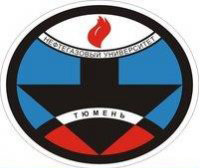 НЕФТЕГАЗОВЫЙ УНИВЕРСИТЕТ
ТЮМЕНЬ